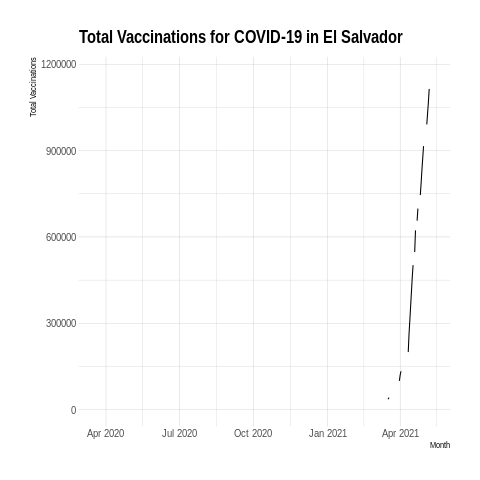 Total Vaccinations for COVID-19 in El Salvador
Total Vaccinations
1200000
900000
600000
300000
0
Apr 2020 Jul 2020 Oct 2020 Jan 2021 Apr 2021
Month